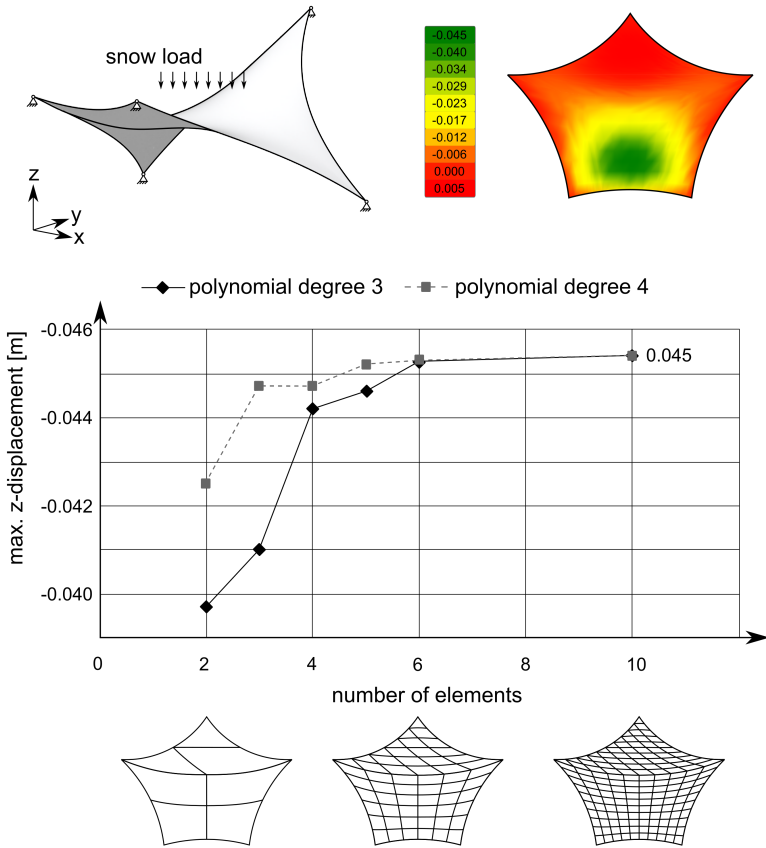 snow load
z
y
x
-0.045
-0.040
-0.034
-0.029
-0.023
-0.017
-0.012
-0.006
0.000
0.005
polynomial degree 3
polynomial degree 4
max. z-displacement [m]
-0.046
-0.044
-0.042
-0.040
0.045
0 2 4 6 8 10
number of elements